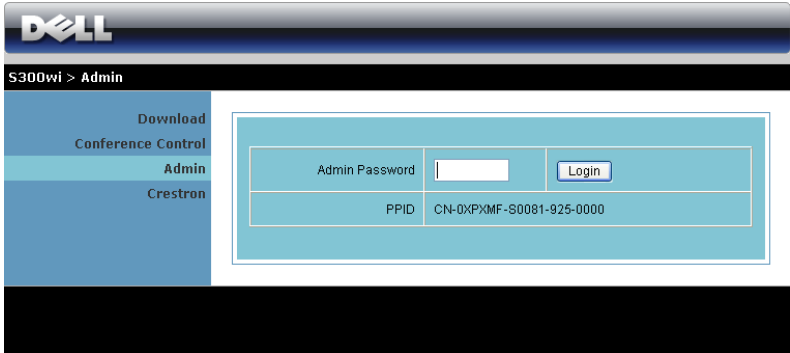 DELL
S300wi > Admin
Download
Conference Control
Admin
Crestron
Admin Password
Login
PPID
CN-0XPXMF-S0081-925-0000